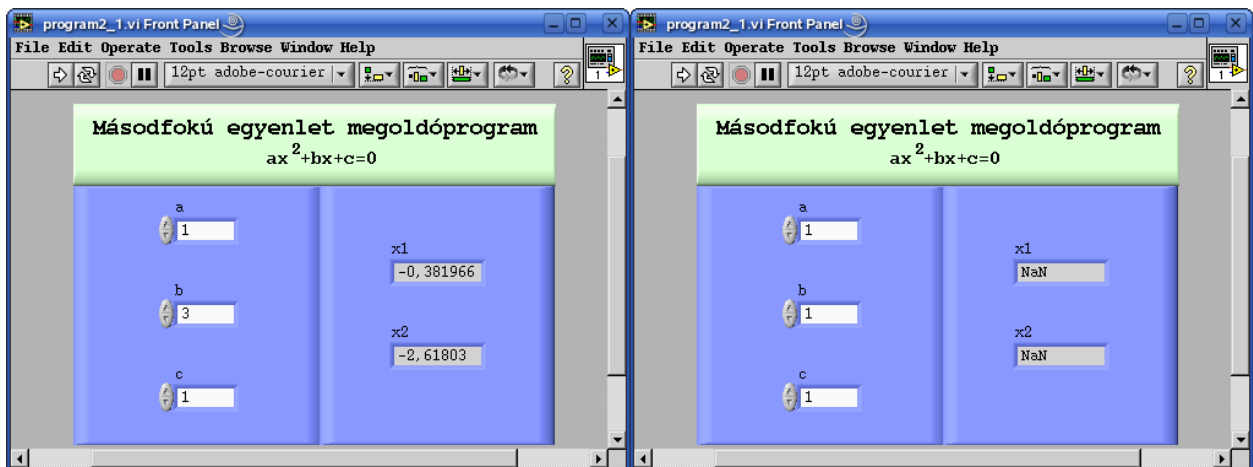 program2_1.vi Front Panel
File Edit Operate Tools Browse Window Help
12pt adobe-courier
1
Másodfokú egyenlet megoldóprogram
ax²+bx+c=0
a
1
b
3
c
1
x1
-0,381966
x2
-2,61803
program2_1.vi Front Panel
File Edit Operate Tools Browse Window Help
12pt adobe-courier
1
Másodfokú egyenlet megoldóprogram
ax²+bx+c=0
a
1
b
1
c
1
x1
NaN
x2
NaN